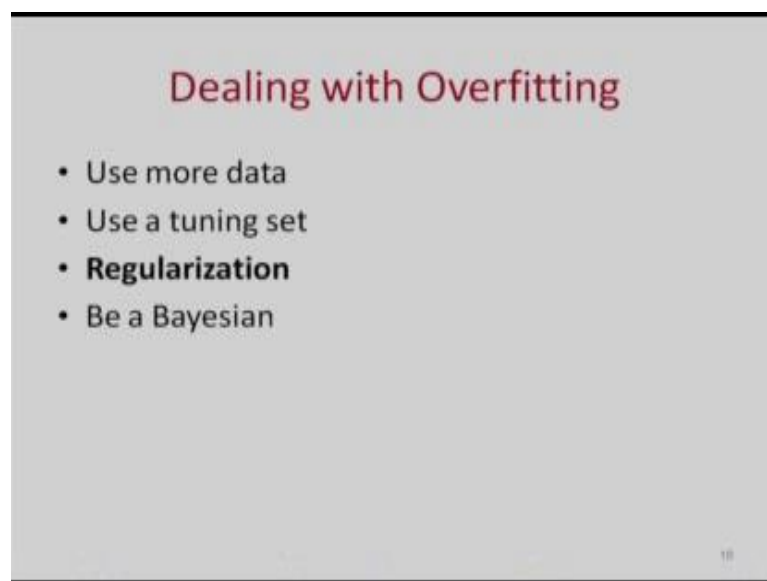 Dealing with Overfitting
• Use more data
• Use a tuning set
• Regularization
• Be a Bayesian